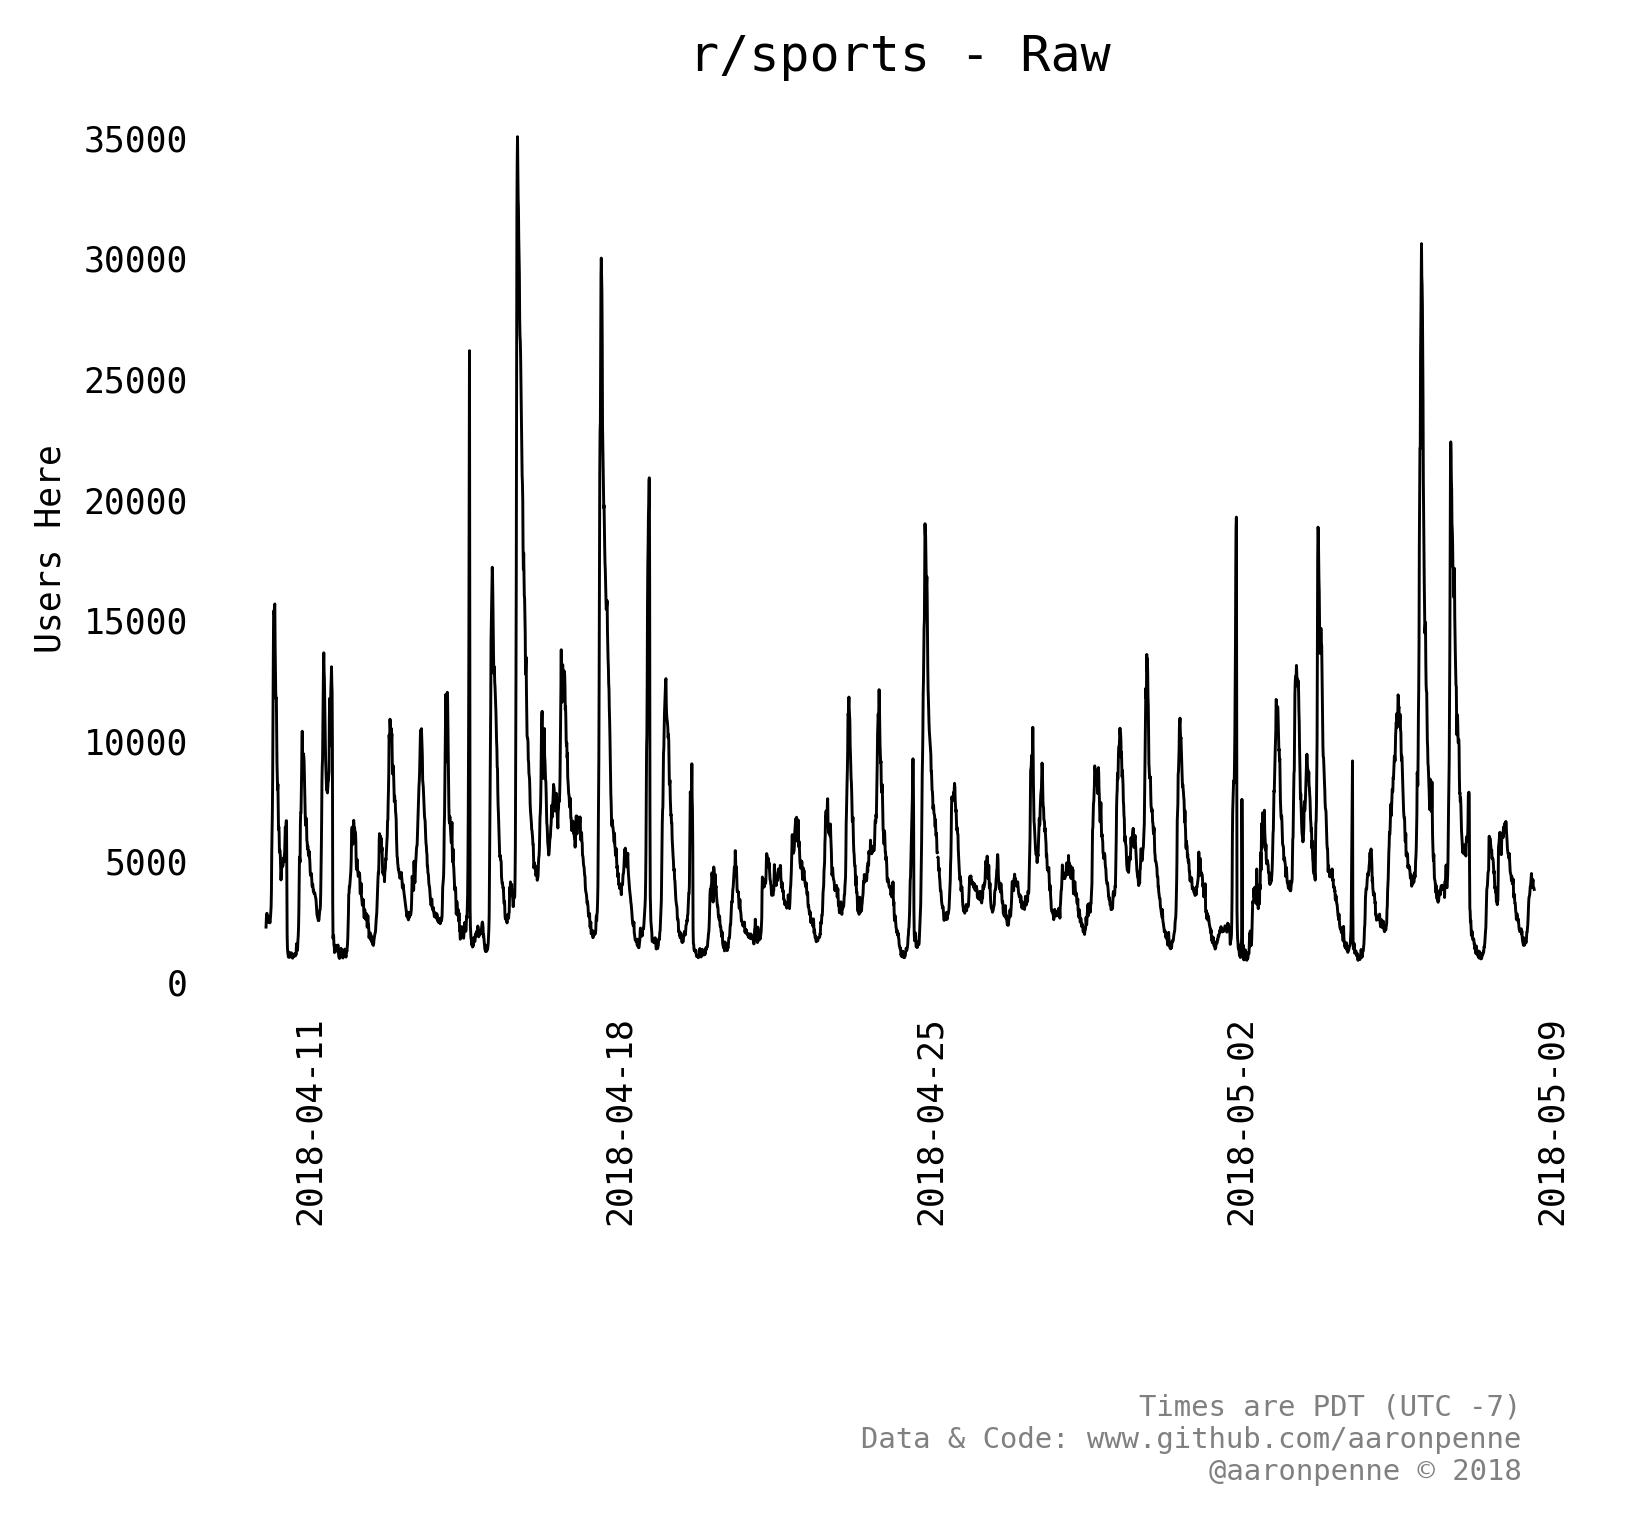 r/sports - Raw
35000
30000
25000
20000
15000
10000
5000
0
Users Here
2018-04-11
2018-04-18
2018-04-25
2018-05-02
2018-05-09
Times are PDT (UTC -7)
Data & Code: www.github.com/aaronpenne
@aaronpenne © 2018